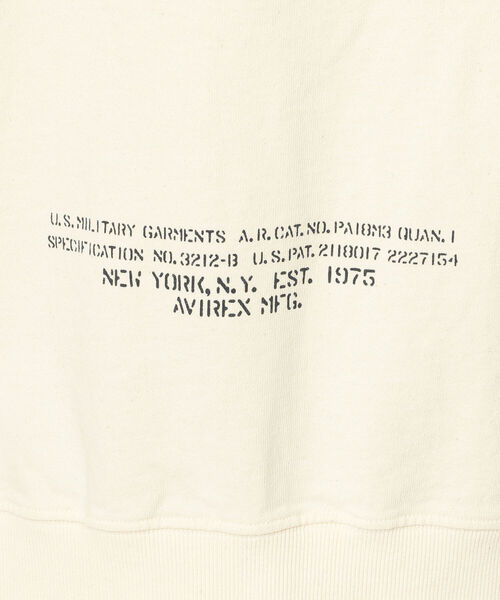 U.S. MILITARY GARMENTS A.R. CAT. NO. PA18M3 QUAN. 1
SPECIFICATION NO. 3212-B U.S. PAT. 2118017 2227154
NEW YORK, N.Y. EST. 1975
AVIREX MFG.